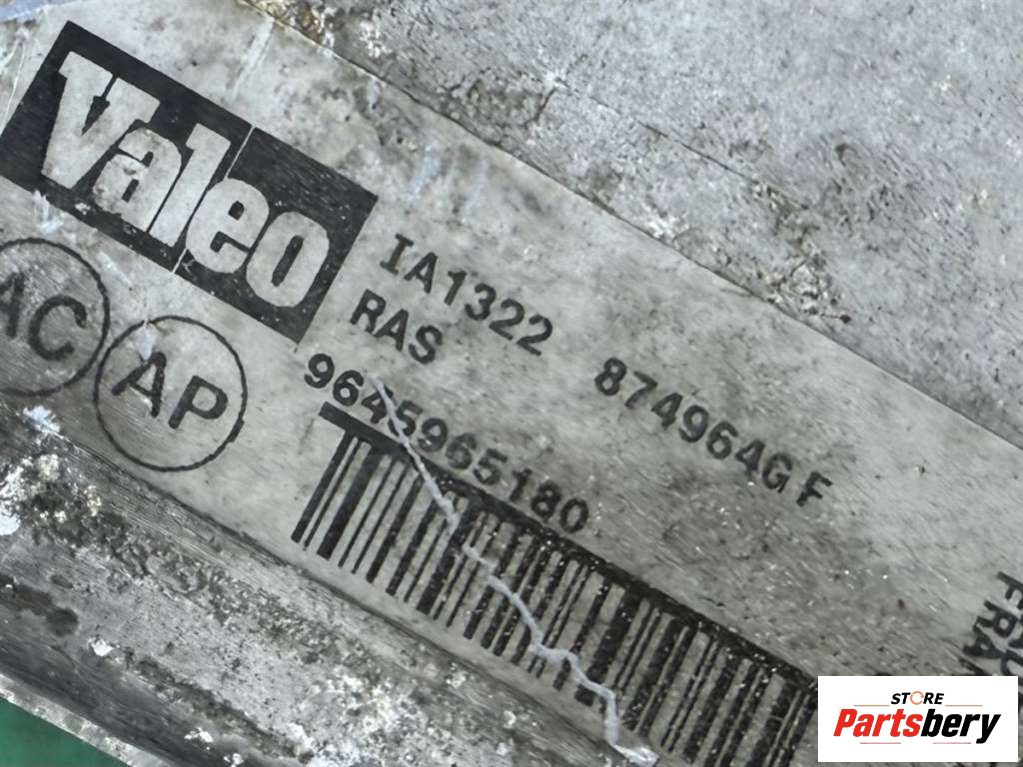 Valeo
IA1322 874964G F
RAS
9645965180
AC
AP
STORE
Partsbery